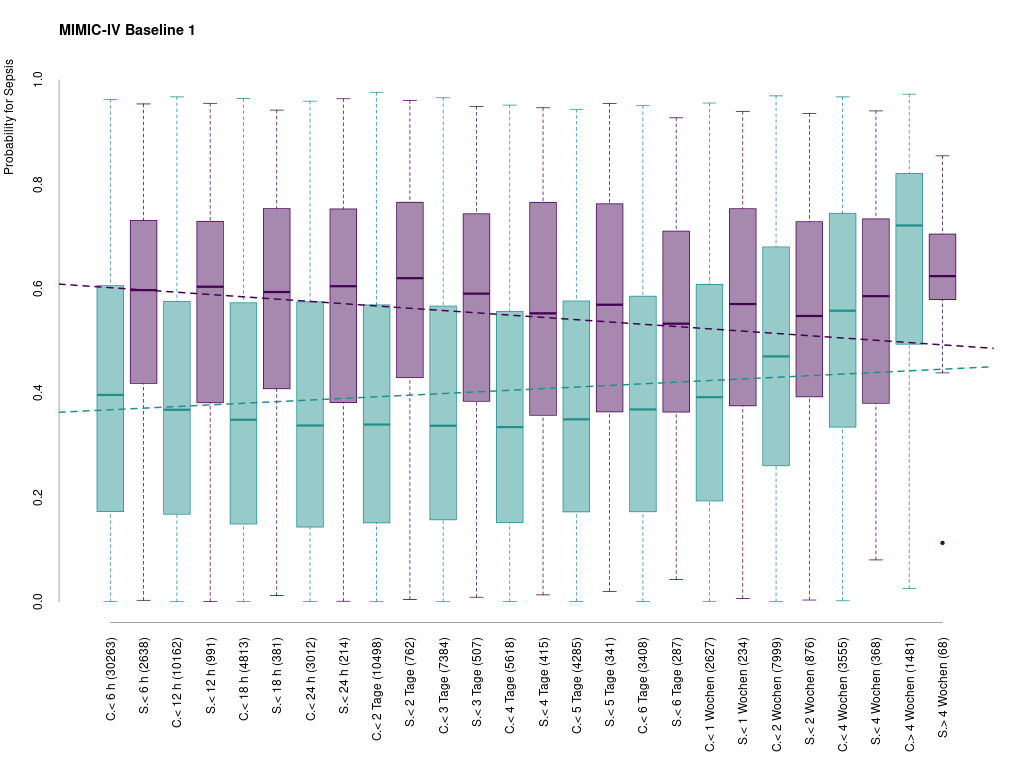 MIMIC-IV Baseline 1
Probability for Sepsis
1.0
0.8
0.6
0.4
0.2
0.0
C.< 6 h (30263)
S.< 6 h (2638)
C.< 12 h (10162)
S.< 12 h (991)
C.< 18 h (4813)
S.< 18 h (381)
C.< 24 h (3012)
S.< 24 h (214)
C.< 2 Tage (10498)
S.< 2 Tage (762)
C.< 3 Tage (7384)
S.< 3 Tage (507)
C.< 4 Tage (5618)
S.< 4 Tage (415)
C.< 5 Tage (4285)
S.< 5 Tage (341)
C.< 6 Tage (3408)
S.< 6 Tage (287)
C.< 1 Wochen (2627)
S.< 1 Wochen (234)
C.< 2 Wochen (7999)
S.< 2 Wochen (876)
C.< 4 Wochen (3555)
S.< 4 Wochen (368)
C.> 4 Wochen (1481)
S.> 4 Wochen (68)